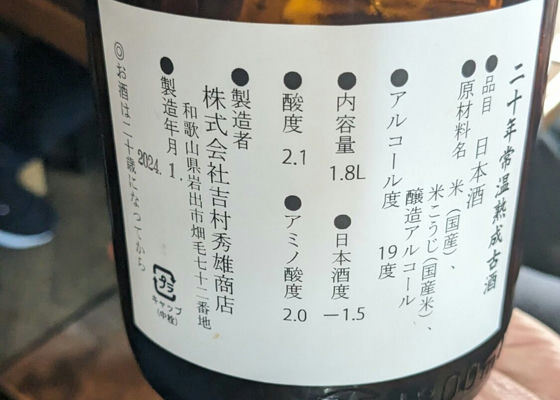 二十年常温熟成古酒
●品目 日本酒
●原材料名 米(国産)、
米こうじ(国産米)、
醸造アルコール
●アルコール度 19度
●内容量 1.8L
●日本酒度 −1.5
●酸度 2.1
●アミノ酸度 2.0
●製造者
株式会社吉村秀雄商店
和歌山県岩出市畑毛七十二番地
●製造年月 2024. 1.
◎お酒は二十歳になってから
プラ
キャップ
(中栓)